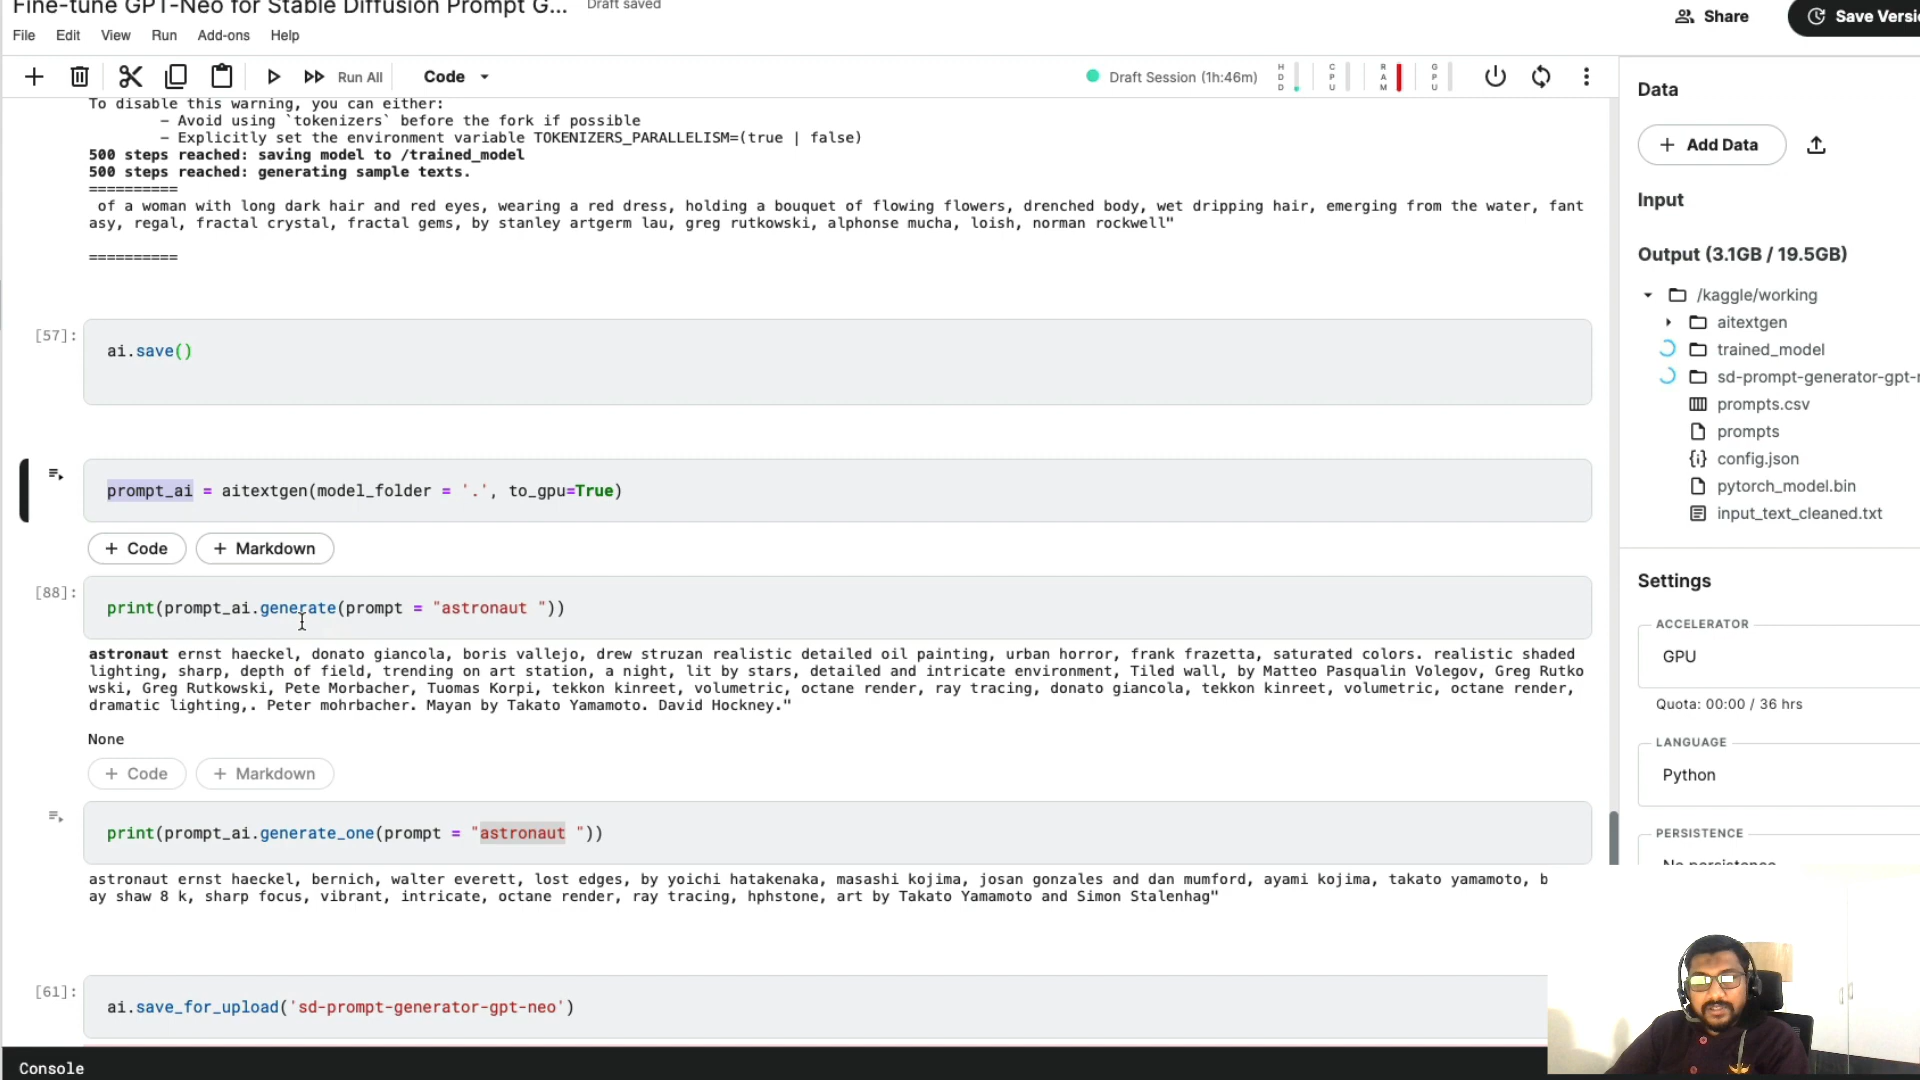 Fine-tune GPT-Neo for Stable Diffusion Prompt G... Draft saved
Share
Save Versi
File Edit View Run Add-ons Help
Run All Code Draft Session (1h:46m) HDD CPU RAM GPU
To disable this warning, you can either:
- Avoid using `tokenizers` before the fork if possible
- Explicitly set the environment variable TOKENIZERS_PARALLELISM=(true | false)
500 steps reached: saving model to /trained_model
500 steps reached: generating sample texts.
==========
of a woman with long dark hair and red eyes, wearing a red dress, holding a bouquet of flowing flowers, drenched body, wet dripping hair, emerging from the water, fant
asy, regal, fractal crystal, fractal gems, by stanley artgerm lau, greg rutkowski, alphonse mucha, loish, norman rockwell"
==========
[57]:
ai.save()
prompt_ai = aitextgen(model_folder = '.', to_gpu=True)
+ Code + Markdown
[88]:
print(prompt_ai.generate(prompt = "astronaut "))
astronaut ernst haeckel, donato giancola, boris vallejo, drew struzan realistic detailed oil painting, urban horror, frank frazetta, saturated colors. realistic shaded
lighting, sharp, depth of field, trending on art station, a night, lit by stars, detailed and intricate environment, Tiled wall, by Matteo Pasqualin Volegov, Greg Rutko
wski, Greg Rutkowski, Pete Morbacher, Tuomas Korpi, tekkon kinreet, volumetric, octane render, ray tracing, donato giancola, tekkon kinreet, volumetric, octane render,
dramatic lighting,. Peter mohrbacher. Mayan by Takato Yamamoto. David Hockney."
None
+ Code + Markdown
print(prompt_ai.generate_one(prompt = "astronaut "))
astronaut ernst haeckel, bernich, walter everett, lost edges, by yoichi hatakenaka, masashi kojima, josan gonzales and dan mumford, ayami kojima, takato yamamoto, b
ay shaw 8 k, sharp focus, vibrant, intricate, octane render, ray tracing, hphstone, art by Takato Yamamoto and Simon Stalenhag"
[61]:
ai.save_for_upload('sd-prompt-generator-gpt-neo')
Console
Data
+ Add Data
Input
Output (3.1GB / 19.5GB)
/kaggle/working
aitextgen
trained_model
sd-prompt-generator-gpt-
prompts.csv
prompts
config.json
pytorch_model.bin
input_text_cleaned.txt
Settings
ACCELERATOR
GPU
Quota: 00:00 / 36 hrs
LANGUAGE
Python
PERSISTENCE
No persistence